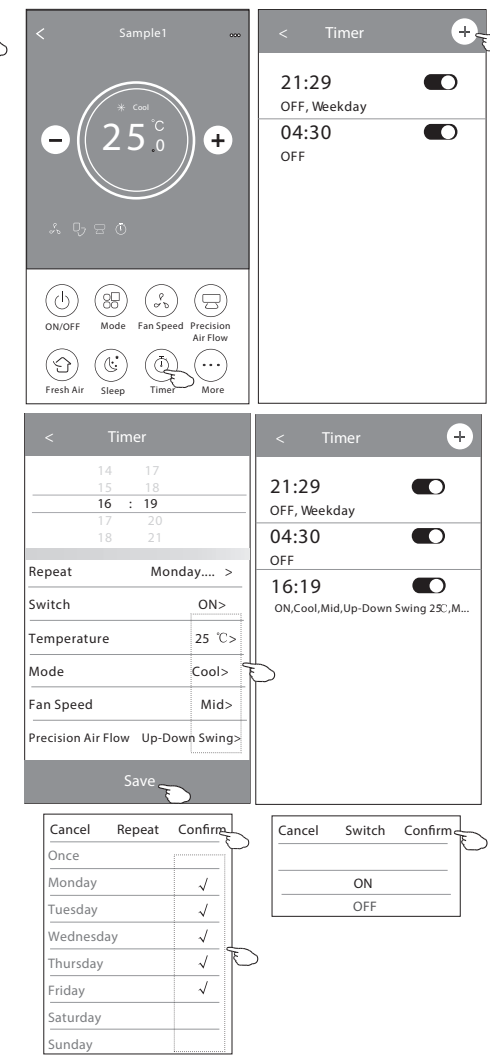 < Sample1
Cool
25.0 ℃
− +
ON/OFF Mode Fan Speed Precision Air Flow
Fresh Air Sleep Timer More
< Timer +
21:29
OFF, Weekday
04:30
OFF
< Timer
14 17
15 18
16 : 19
17 20
18 21
Repeat Monday.... >
Switch ON>
Temperature 25 ℃>
Mode Cool>
Fan Speed Mid>
Precision Air Flow Up-Down Swing>
Save
< Timer +
21:29
OFF, Weekday
04:30
OFF
16:19
ON,Cool,Mid,Up-Down Swing 25℃,M...
Cancel Repeat Confirm
Once
Monday √
Tuesday √
Wednesday √
Thursday √
Friday √
Saturday
Sunday
Cancel Switch Confirm
ON
OFF